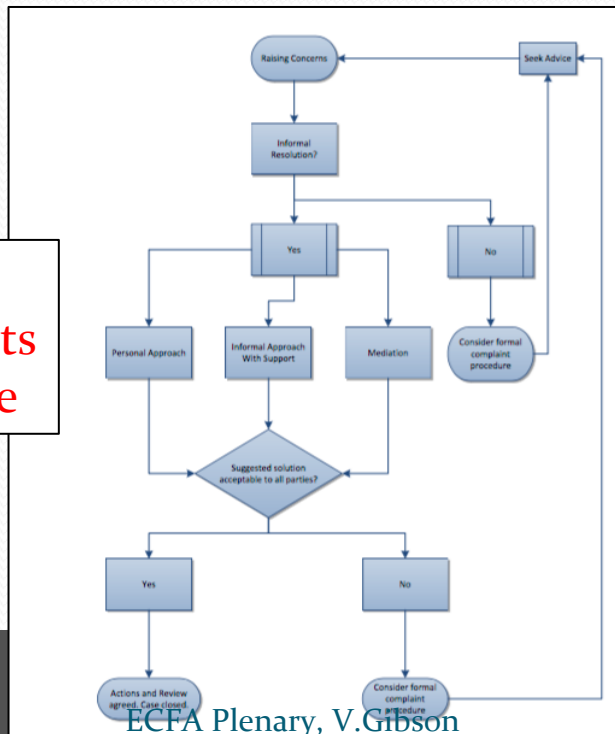 Raising Concerns
Seek Advice
Informal
Resolution?
Yes
No
ts
e
Personal Approach
Informal Approach
With Support
Mediation
Consider formal
complaint
procedure
Suggested solution
acceptable to all parties?
Yes
No
Actions and Review
agreed. Case closed.
Consider formal
complaint
procedure
ECFA Plenary, V.Gibson